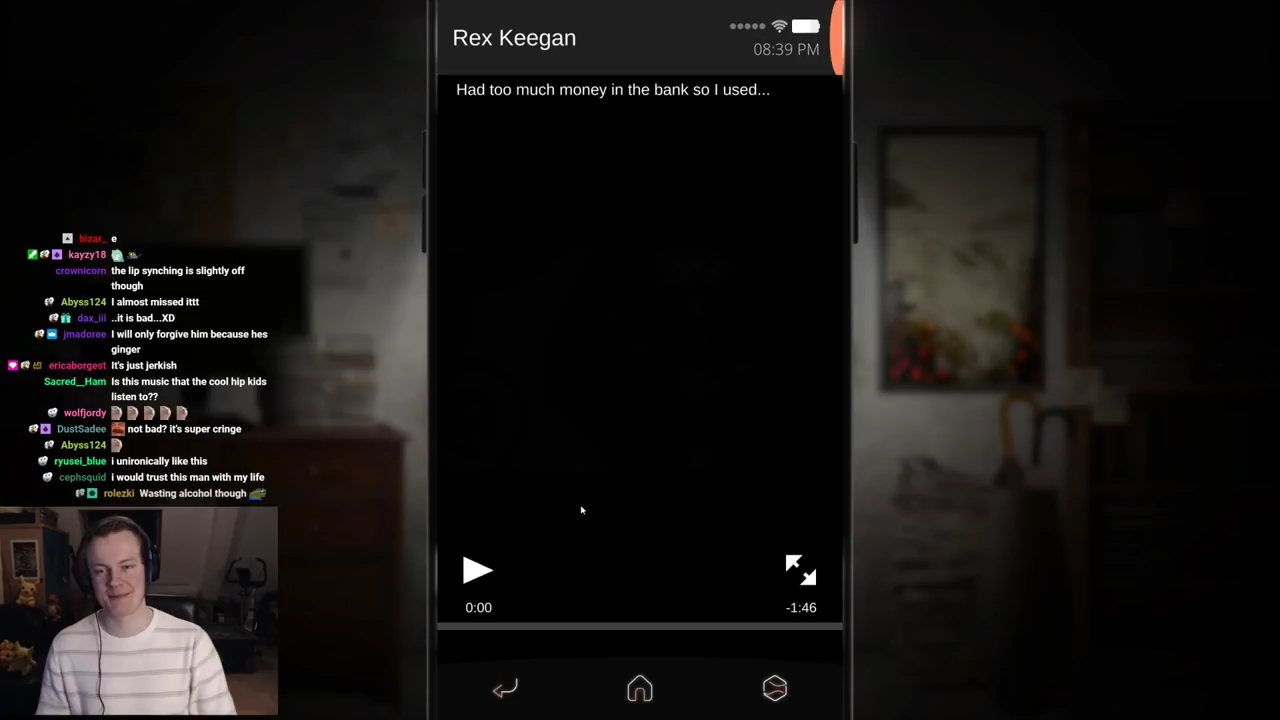 Rex Keegan
08:39 PM
Had too much money in the bank so I used...
bizar_ e
kayzy18
crownicorn the lip synching is slightly off
though
Abyss124 I almost missed ittt
dax_iii ..it is bad...XD
jmadoree I will only forgive him because hes
ginger
ericaborgest It's just jerkish
Sacred__Ham Is this music that the cool hip kids
listen to??
wolfjordy
DustSadee not bad? it's super cringe
Abyss124
ryusei_blue i unironically like this
cephsquid i would trust this man with my life
rolezki Wasting alcohol though
0:00
-1:46